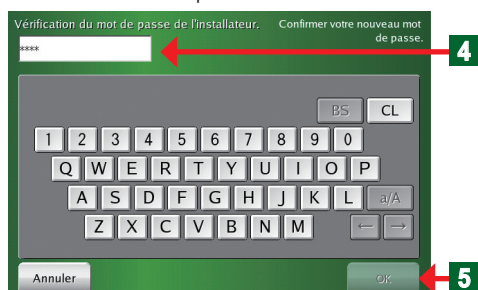 Vérification du mot de passe de l'installateur.
Confirmer votre nouveau mot
de passe.
****
4
BS CL
1 2 3 4 5 6 7 8 9 0
Q W E R T Y U I O P
A S D F G H J K L a/A
Z X C V B N M ← →
Annuler OK
5